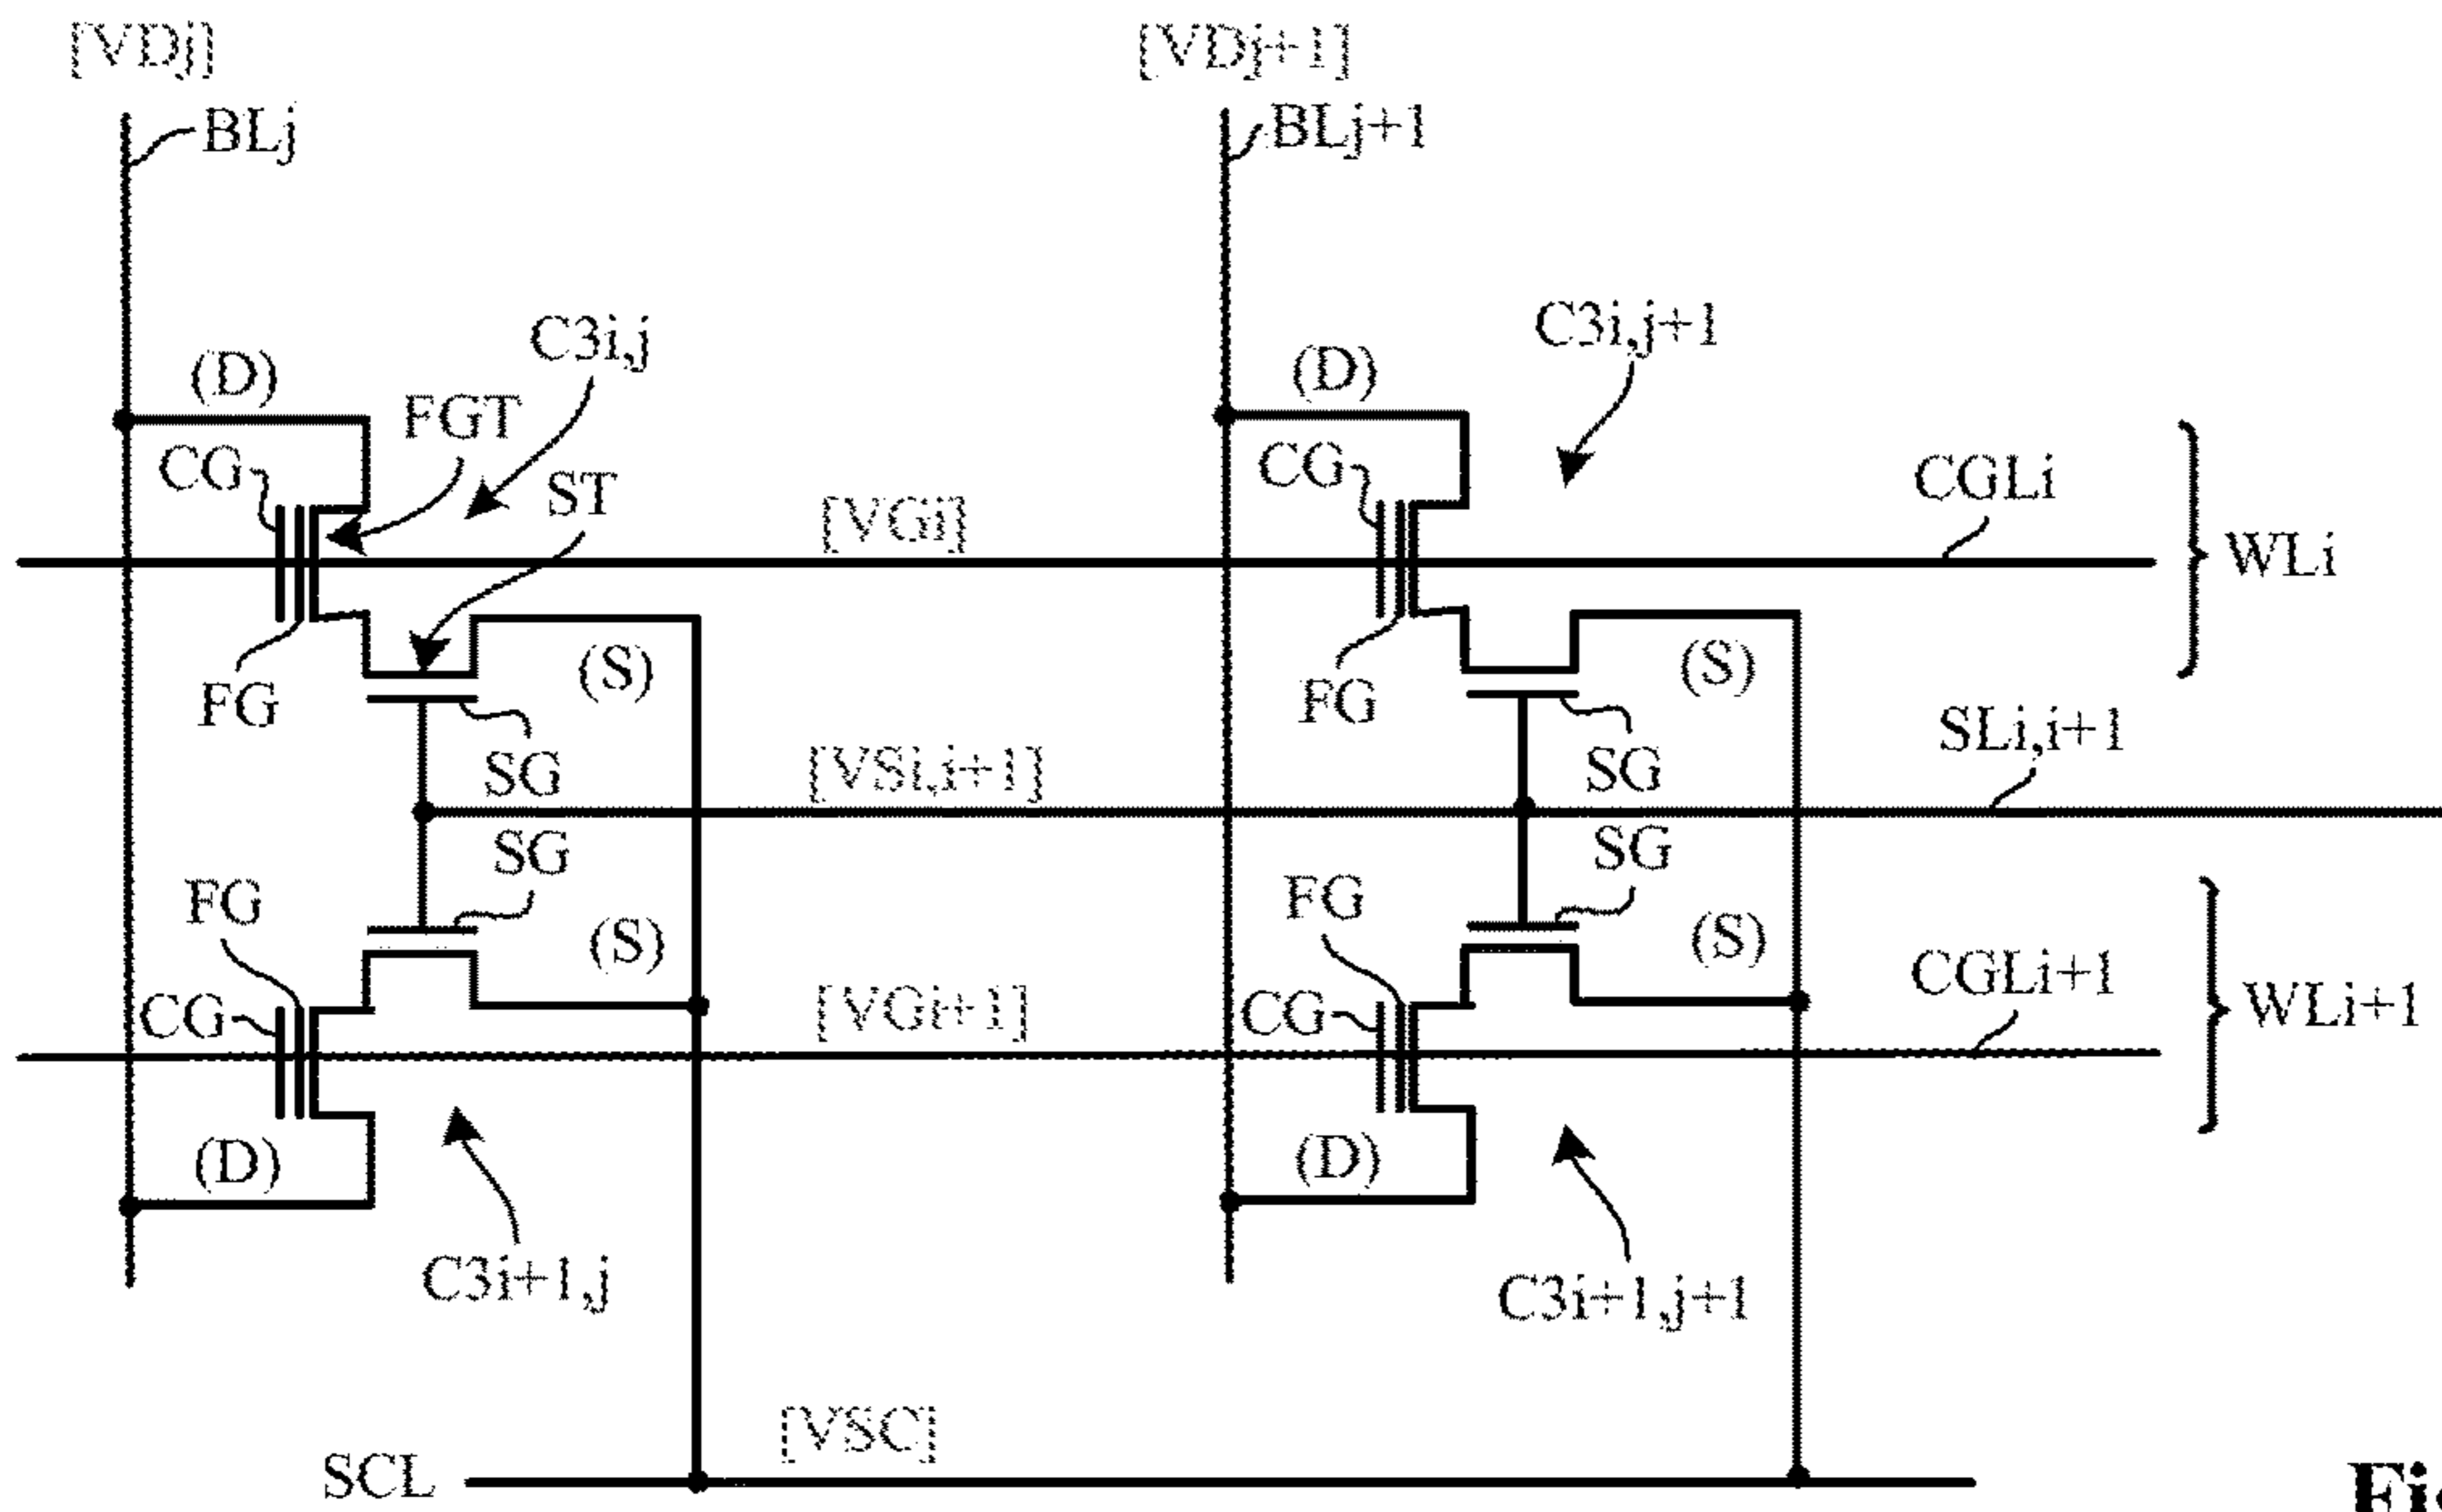 [VDj] [VDj+1]
BLj BLj+1
C3i,j C3i,j+1
(D) (D)
FGT
CG ST CG CGLi
[VGi] WLi
(S) (S)
FG FG
SG [VSi,i+1] SG SLi,i+1
SG SG
FG FG
(S) (S)
CG [VGi+1] CG CGLi+1 WLi+1
(D) (D)
C3i+1,j C3i+1,j+1
[VSC]
SCL